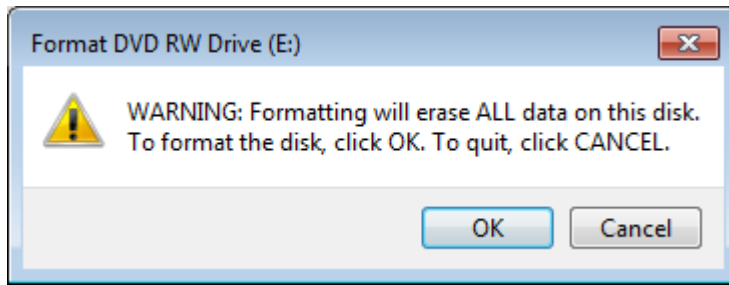 Format DVD RW Drive (E:)
WARNING: Formatting will erase ALL data on this disk.
To format the disk, click OK. To quit, click CANCEL.
OK
Cancel